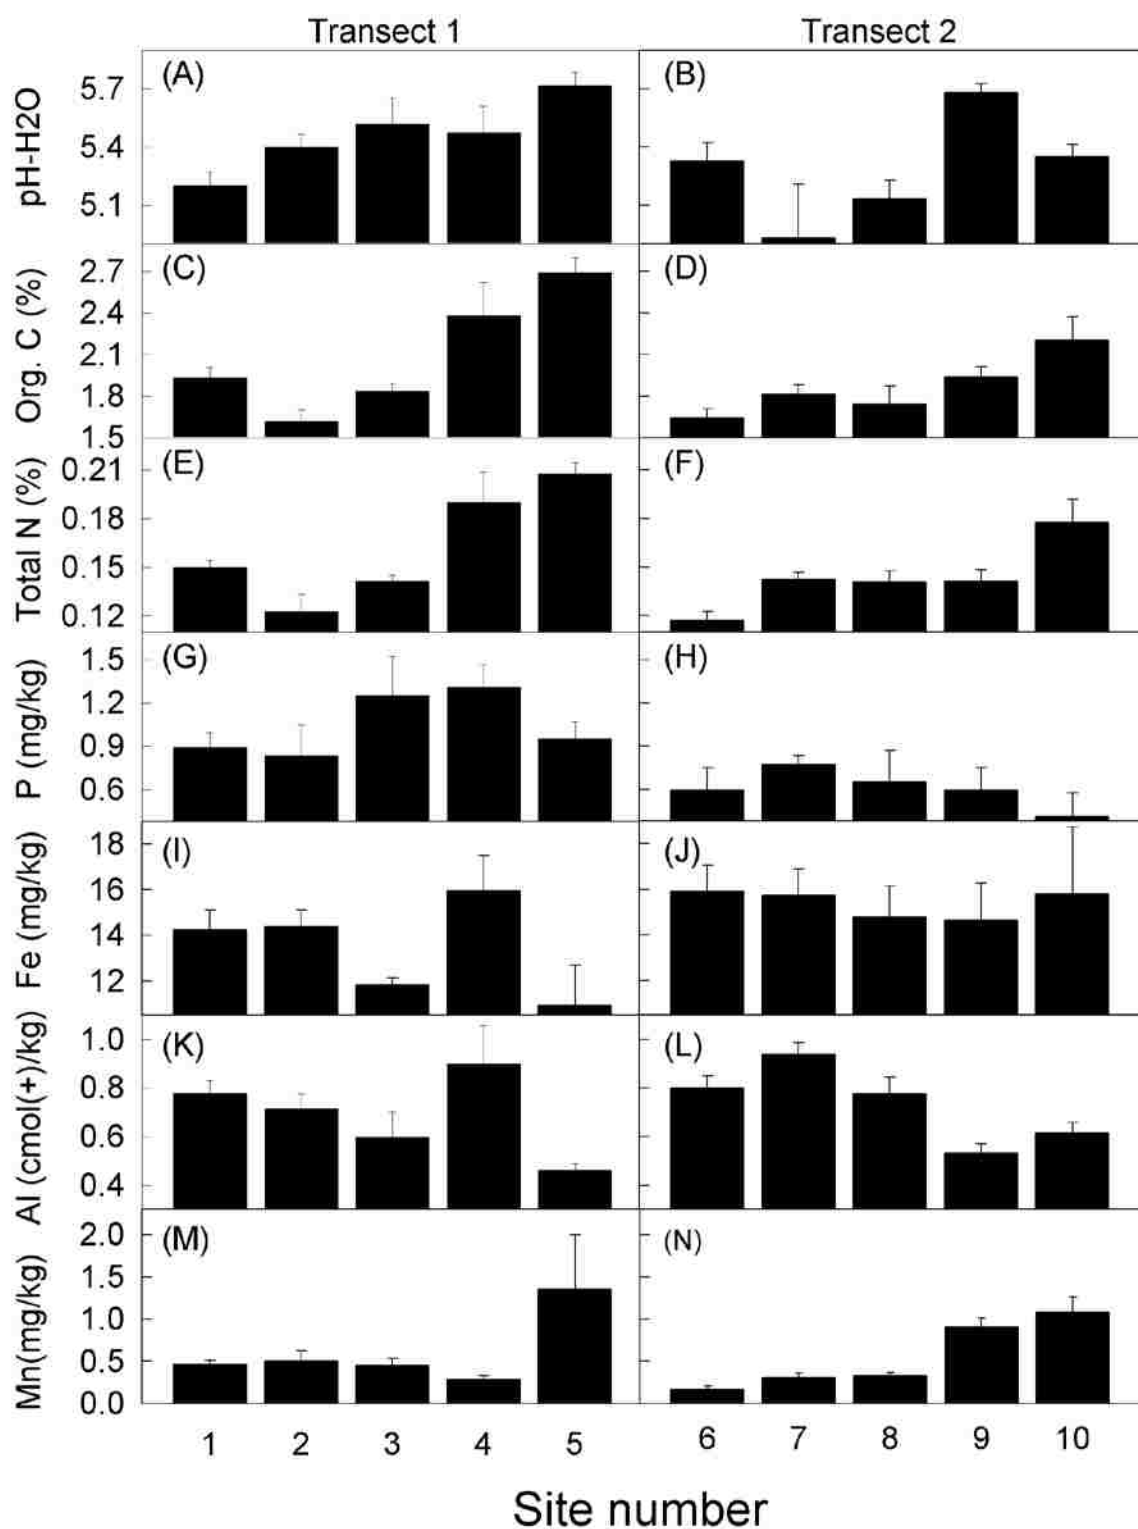 Transect 1 Transect 2
pH-H2O
(A) (B)
5.7
5.4
5.1
Org. C (%)
(C) (D)
2.7
2.4
2.1
1.8
1.5
Total N (%)
(E) (F)
0.21
0.18
0.15
0.12
P (mg/kg)
(G) (H)
1.5
1.2
0.9
0.6
Fe (mg/kg)
(I) (J)
18
16
14
12
Al (cmol(+)/kg)
(K) (L)
1.0
0.8
0.6
0.4
Mn(mg/kg)
(M) (N)
2.0
1.5
1.0
0.5
0.0
1 2 3 4 5 6 7 8 9 10
Site number